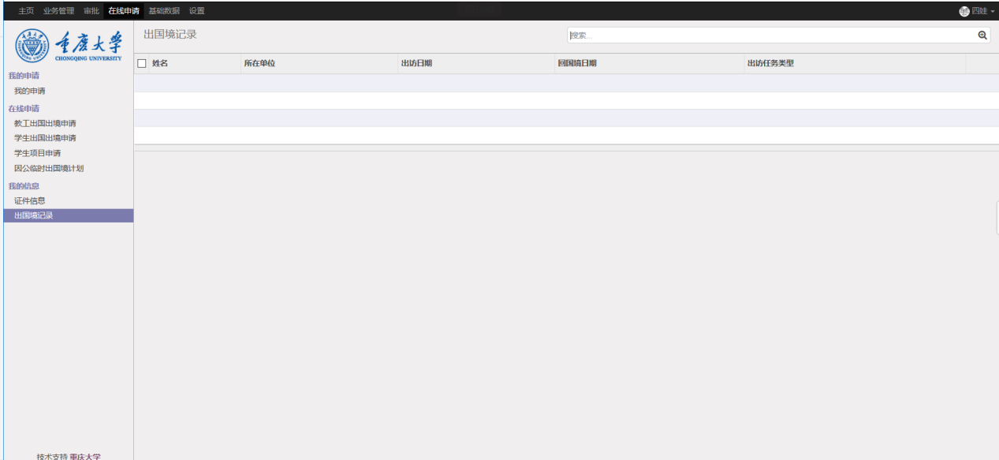 主页 业务管理 审批 在线申请 基础数据 设置 四娃
重庆大学
CHONGQING UNIVERSITY
出国境记录
搜索...
姓名 所在单位 出访日期 回国境日期 出访任务类型
我的申请
我的申请
在线申请
教工出国出境申请
学生出国出境申请
学生项目申请
因公临时出国境计划
我的信息
证件信息
出国境记录
技术支持 重庆大学